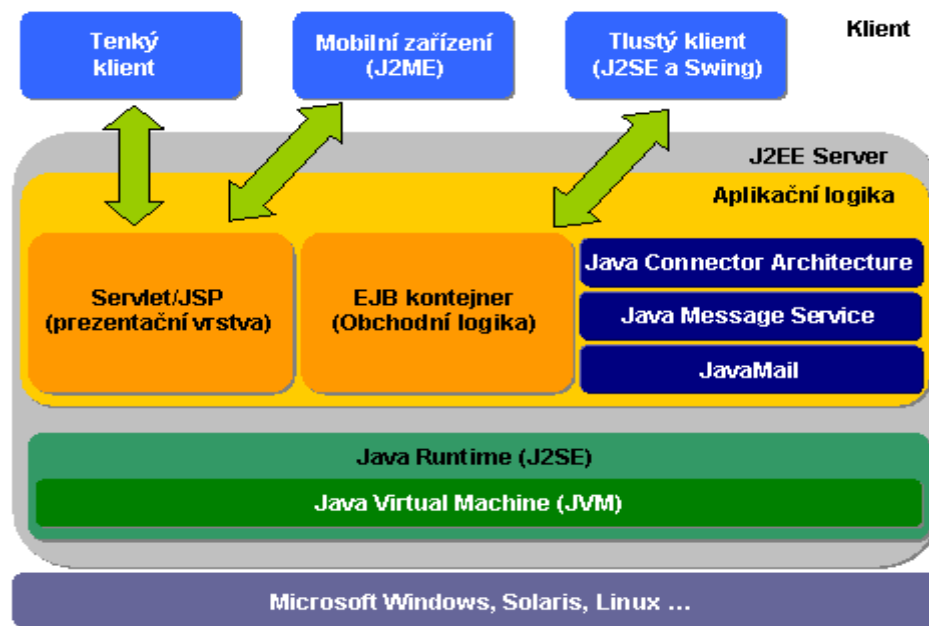 Klient
Tenký
klient
Mobilní zařízení
(J2ME)
Tlustý klient
(J2SE a Swing)
J2EE Server
Aplikační logika
Servlet/JSP
(prezentační vrstva)
EJB kontejner
(Obchodní logika)
Java Connector Architecture
Java Message Service
JavaMail
Java Runtime (J2SE)
Java Virtual Machine (JVM)
Microsoft Windows, Solaris, Linux ...